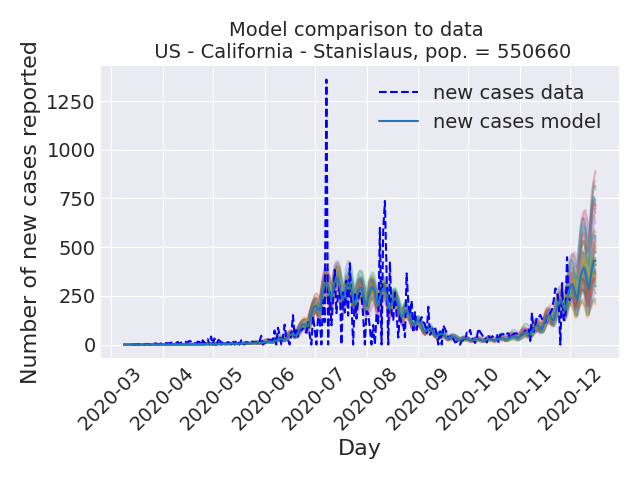 Model comparison to data
US - California - Stanislaus, pop. = 550660
Number of new cases reported
1250
1000
750
500
250
0
new cases data
new cases model
2020-03
2020-04
2020-05
2020-06
2020-07
2020-08
2020-09
2020-10
2020-11
2020-12
Day